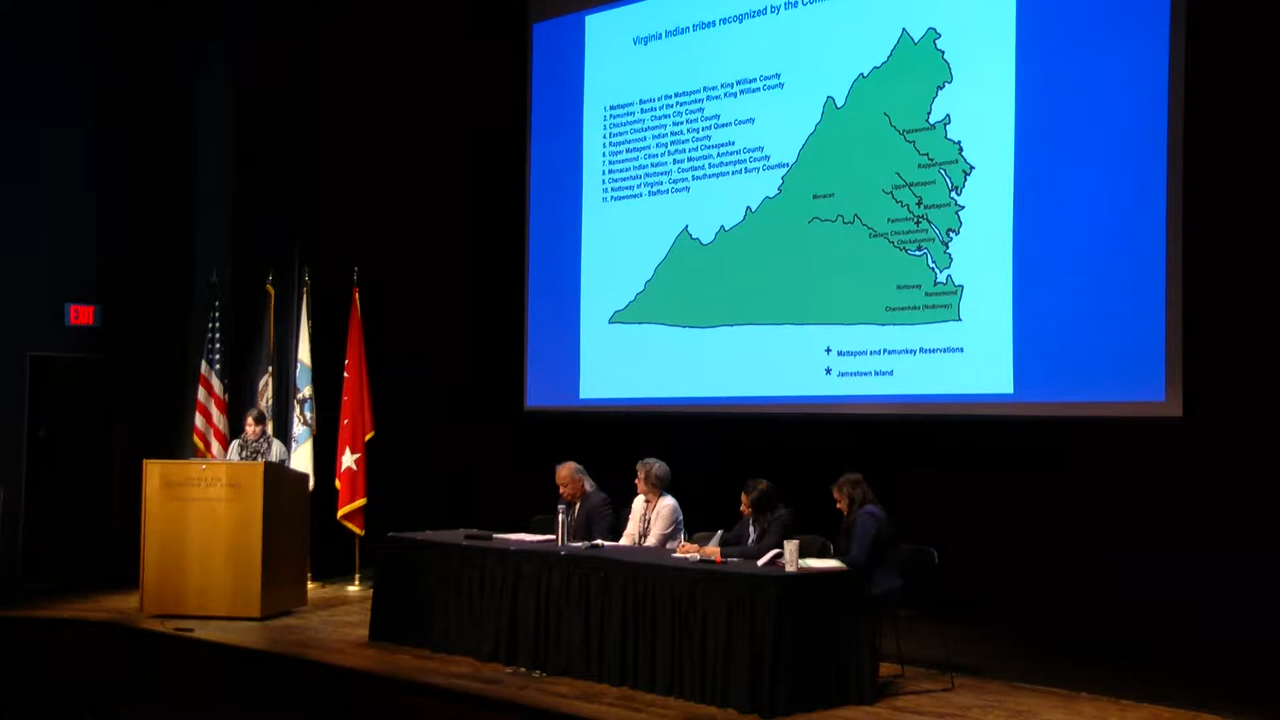 Virginia Indian tribes recognized by the
1. Mattaponi - Banks of the Mattaponi River, King William County
2. Pamunkey - Banks of the Pamunkey River, King William County
3. Chickahominy - Charles City County
4. Eastern Chickahominy - New Kent County
5. Rappahannock - Indian Neck, King and Queen County
6. Upper Mattaponi - King William County
7. Nansemond - Cities of Suffolk and Chesapeake
8. Monacan Indian Nation - Bear Mountain, Amherst County
9. Cheroenhaka (Nottoway) - Courtland, Southampton County
10. Nottoway of Virginia - Capron, Southampton and Surry Counties
11. Patawomeck - Stafford County
Patawomeck
Rappahannock
Upper Mattaponi
Monacan
Mattaponi
Pamunkey
Eastern Chickahominy
Chickahominy
Nottoway
Nansemond
Cheroenhaka (Nottoway)
Mattaponi and Pamunkey Reservations
Jamestown Island
EXIT